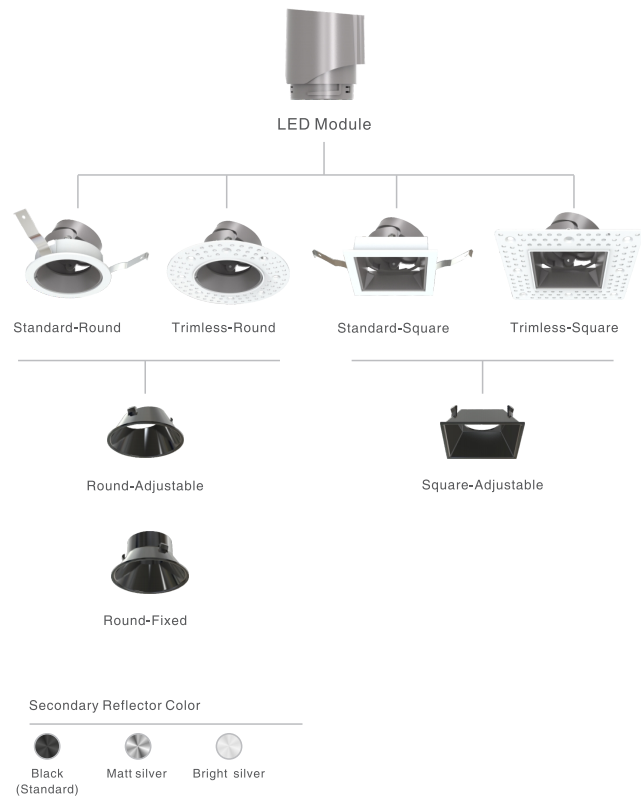 LED Module
Standard-Round
Trimless-Round
Standard-Square
Trimless-Square
Round-Adjustable
Square-Adjustable
Round-Fixed
Secondary Reflector Color
Black
(Standard)
Matt silver
Bright silver